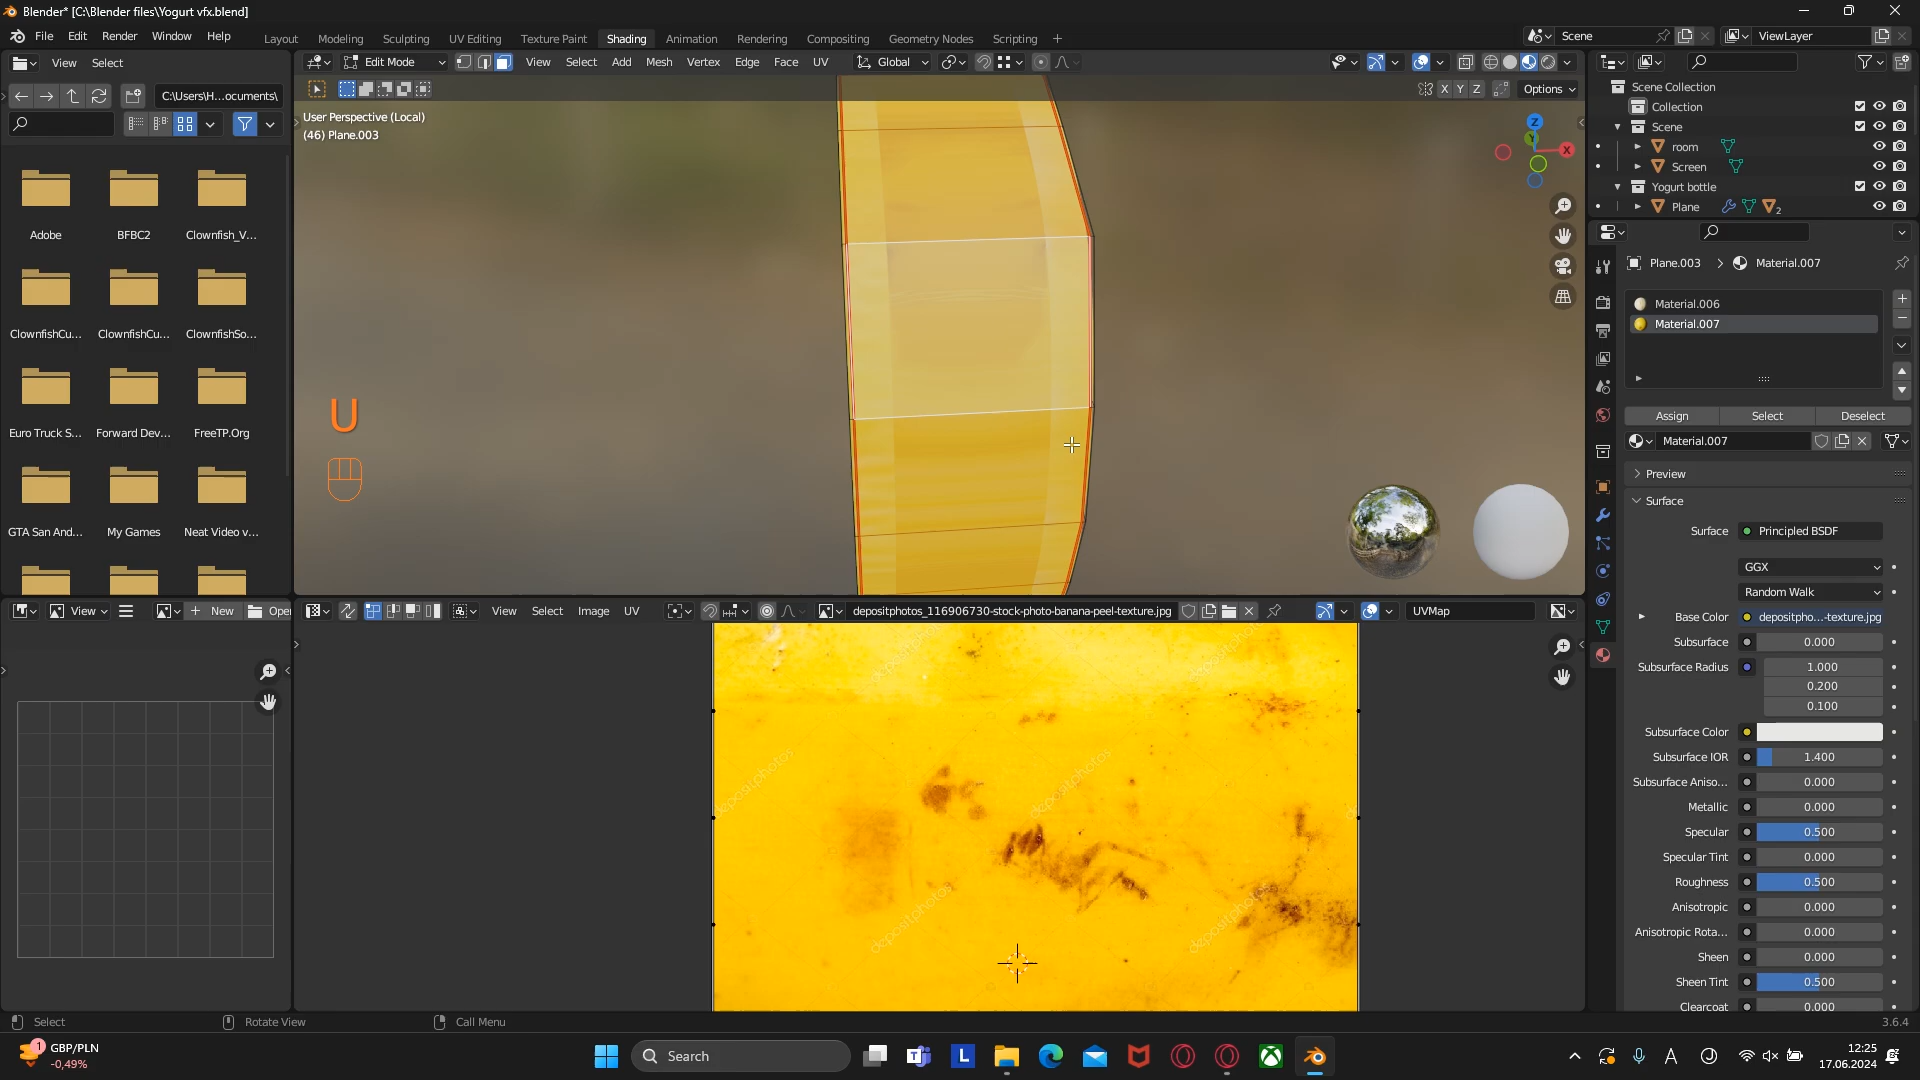 Blender* [C:\Blender files\Yogurt vfx.blend]
File Edit Render Window Help
Layout Modeling Sculpting UV Editing Texture Paint Shading Animation Rendering Compositing Geometry Nodes Scripting +
Scene
ViewLayer
View Select
Edit Mode View Select Add Mesh Vertex Edge Face UV Global
C:\Users\H...ocuments\
X Y Z Options
User Perspective (Local)
(46) Plane.003
Z
Y
X
Adobe BFBC2 Clownfish_V...
ClownfishCu... ClownfishCu... ClownfishSo...
Euro Truck S... Forward Dev... FreeTP.Org
GTA San And... My Games Neat Video v...
U
Scene Collection
Collection
Scene
room
Screen
Yogurt bottle
Plane 2
Plane.003 > Material.007
Material.006
Material.007
Assign Select Deselect
Material.007
Preview
Surface
Surface Principled BSDF
GGX
Random Walk
Base Color depositpho...-texture.jpg
Subsurface 0.000
Subsurface Radius 1.000
0.200
0.100
Subsurface Color
Subsurface IOR 1.400
Subsurface Aniso... 0.000
Metallic 0.000
Specular 0.500
Specular Tint 0.000
Roughness 0.500
Anisotropic 0.000
Anisotropic Rota... 0.000
Sheen 0.000
Sheen Tint 0.500
Clearcoat 0.000
View + New Open
View Select Image UV
depositphotos_116906730-stock-photo-banana-peel-texture.jpg
UVMap
depositphotos
depositphotos
depositphotos
depositphotos
Select Rotate View Call Menu 3.6.4
1
GBP/PLN
-0,49%
Search
L
A
12:25
17.06.2024